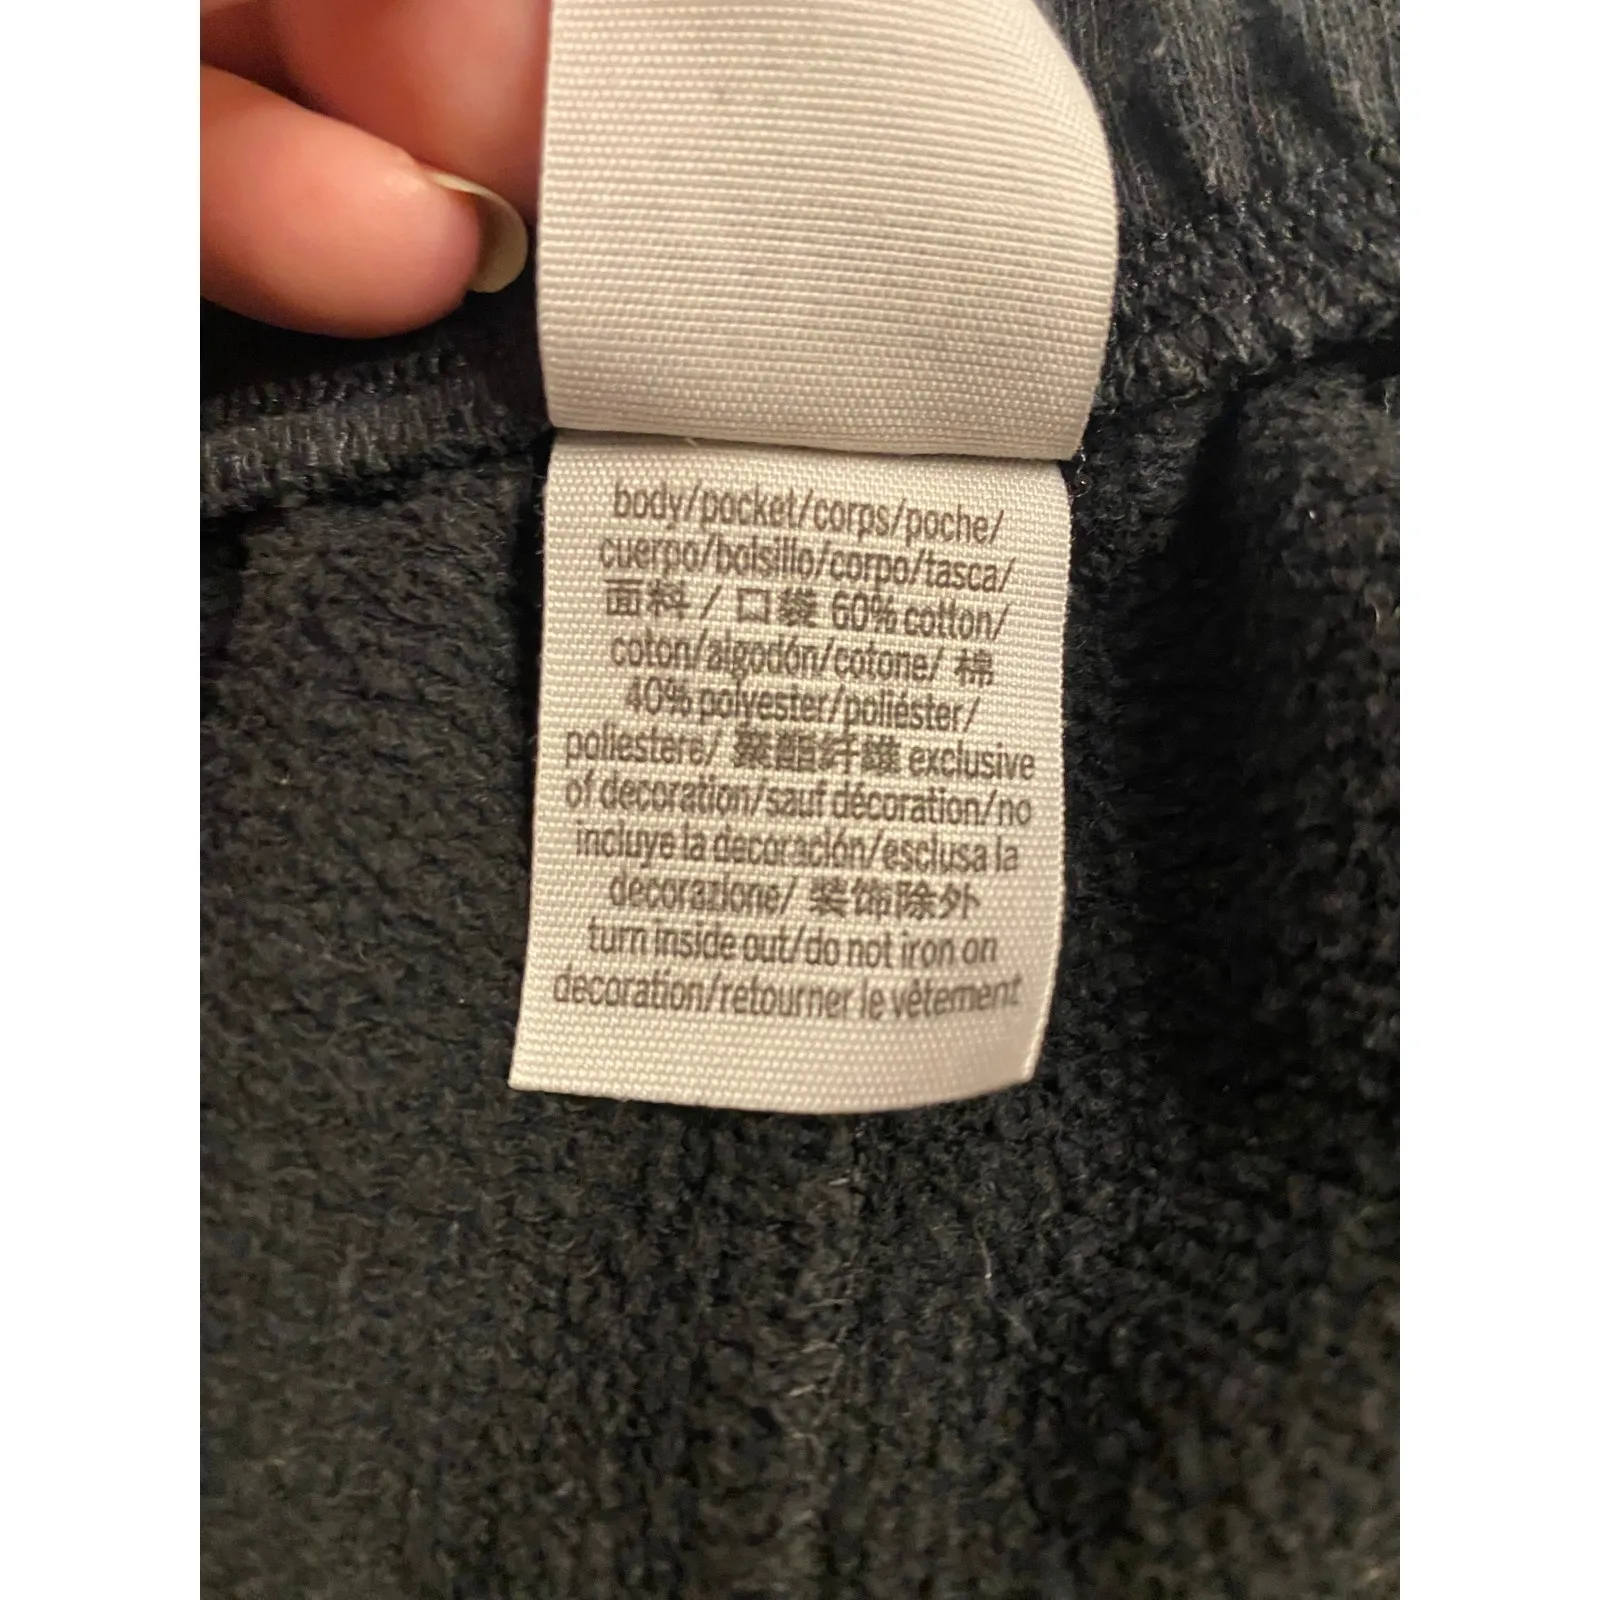 body/pocket/corps/poche/
cuerpo/bolsillo/corpo/tasca/
面料 / 口袋 60% cotton/
coton/algodón/cotone/ 棉
40% polyester/poliéster/
poliestere/ 聚酯纤维 exclusive
of decoration/sauf décoration/no
incluye la decoración/esclusa la
decorazione/ 装饰除外
turn inside out/do not iron on
decoration/retourner le vêtement